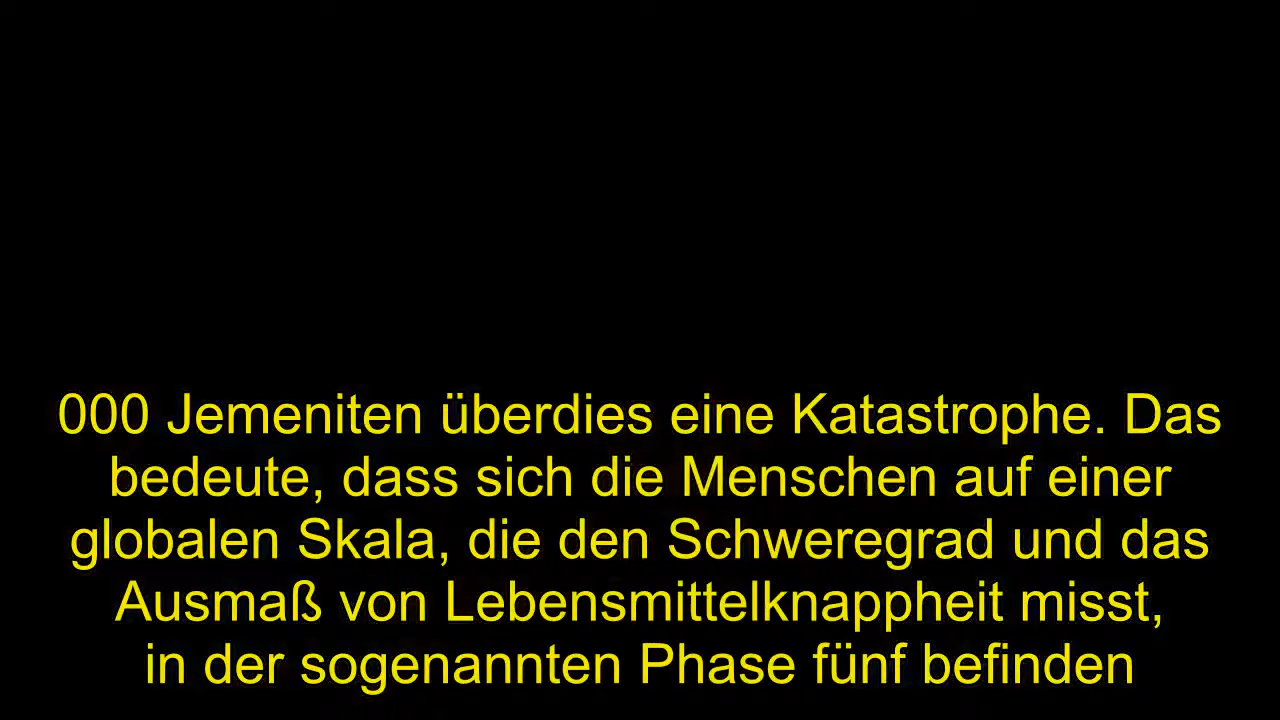 000 Jemeniten überdies eine Katastrophe. Das
bedeute, dass sich die Menschen auf einer
globalen Skala, die den Schweregrad und das
Ausmaß von Lebensmittelknappheit misst,
in der sogenannten Phase fünf befinden